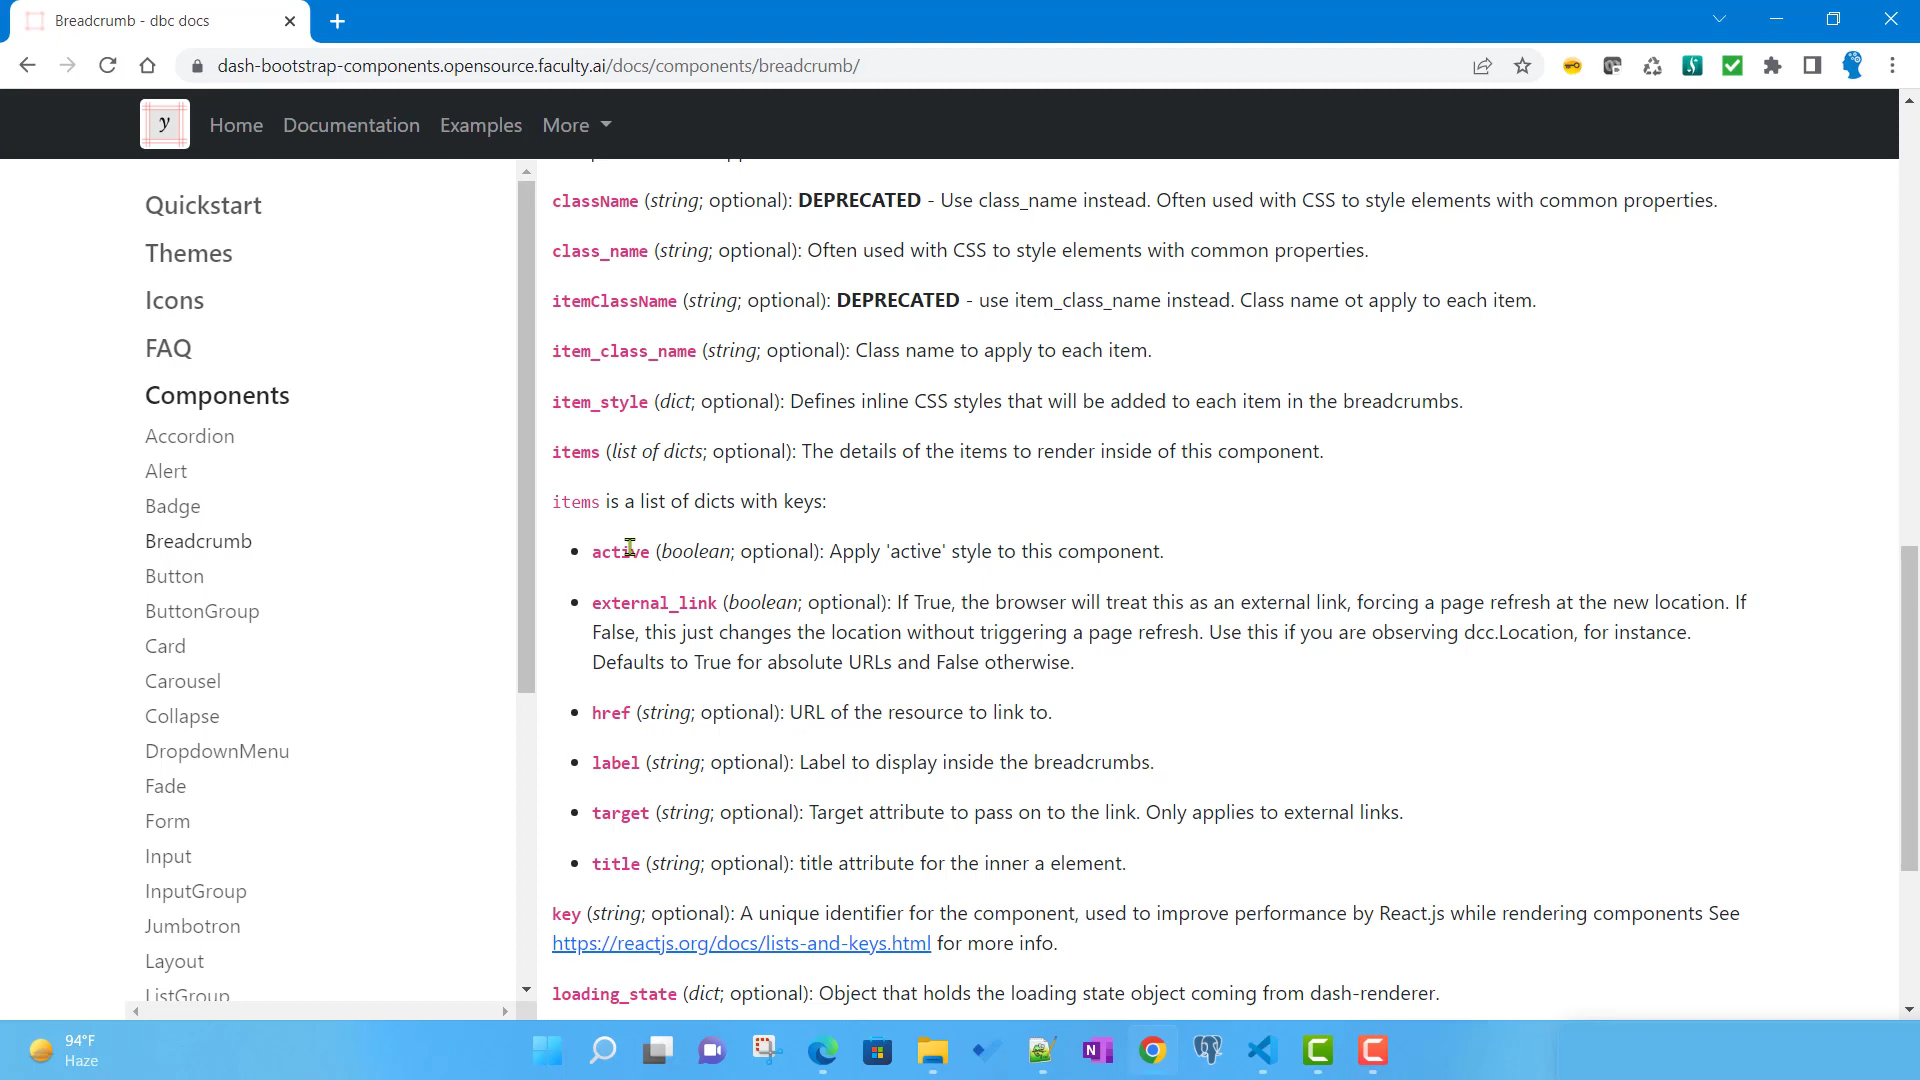 Breadcrumb - dbc docs
dash-bootstrap-components.opensource.faculty.ai/docs/components/breadcrumb/
y
Home Documentation Examples More
Quickstart
Themes
Icons
FAQ
Components
Accordion
Alert
Badge
Breadcrumb
Button
ButtonGroup
Card
Carousel
Collapse
DropdownMenu
Fade
Form
Input
InputGroup
Jumbotron
Layout
ListGroup
className (string; optional): DEPRECATED - Use class_name instead. Often used with CSS to style elements with common properties.
class_name (string; optional): Often used with CSS to style elements with common properties.
itemClassName (string; optional): DEPRECATED - use item_class_name instead. Class name ot apply to each item.
item_class_name (string; optional): Class name to apply to each item.
item_style (dict; optional): Defines inline CSS styles that will be added to each item in the breadcrumbs.
items (list of dicts; optional): The details of the items to render inside of this component.
items is a list of dicts with keys:
• active (boolean; optional): Apply 'active' style to this component.
• external_link (boolean; optional): If True, the browser will treat this as an external link, forcing a page refresh at the new location. If
False, this just changes the location without triggering a page refresh. Use this if you are observing dcc.Location, for instance.
Defaults to True for absolute URLs and False otherwise.
• href (string; optional): URL of the resource to link to.
• label (string; optional): Label to display inside the breadcrumbs.
• target (string; optional): Target attribute to pass on to the link. Only applies to external links.
• title (string; optional): title attribute for the inner a element.
key (string; optional): A unique identifier for the component, used to improve performance by React.js while rendering components See
https://reactjs.org/docs/lists-and-keys.html for more info.
loading_state (dict; optional): Object that holds the loading state object coming from dash-renderer.
94°F
Haze